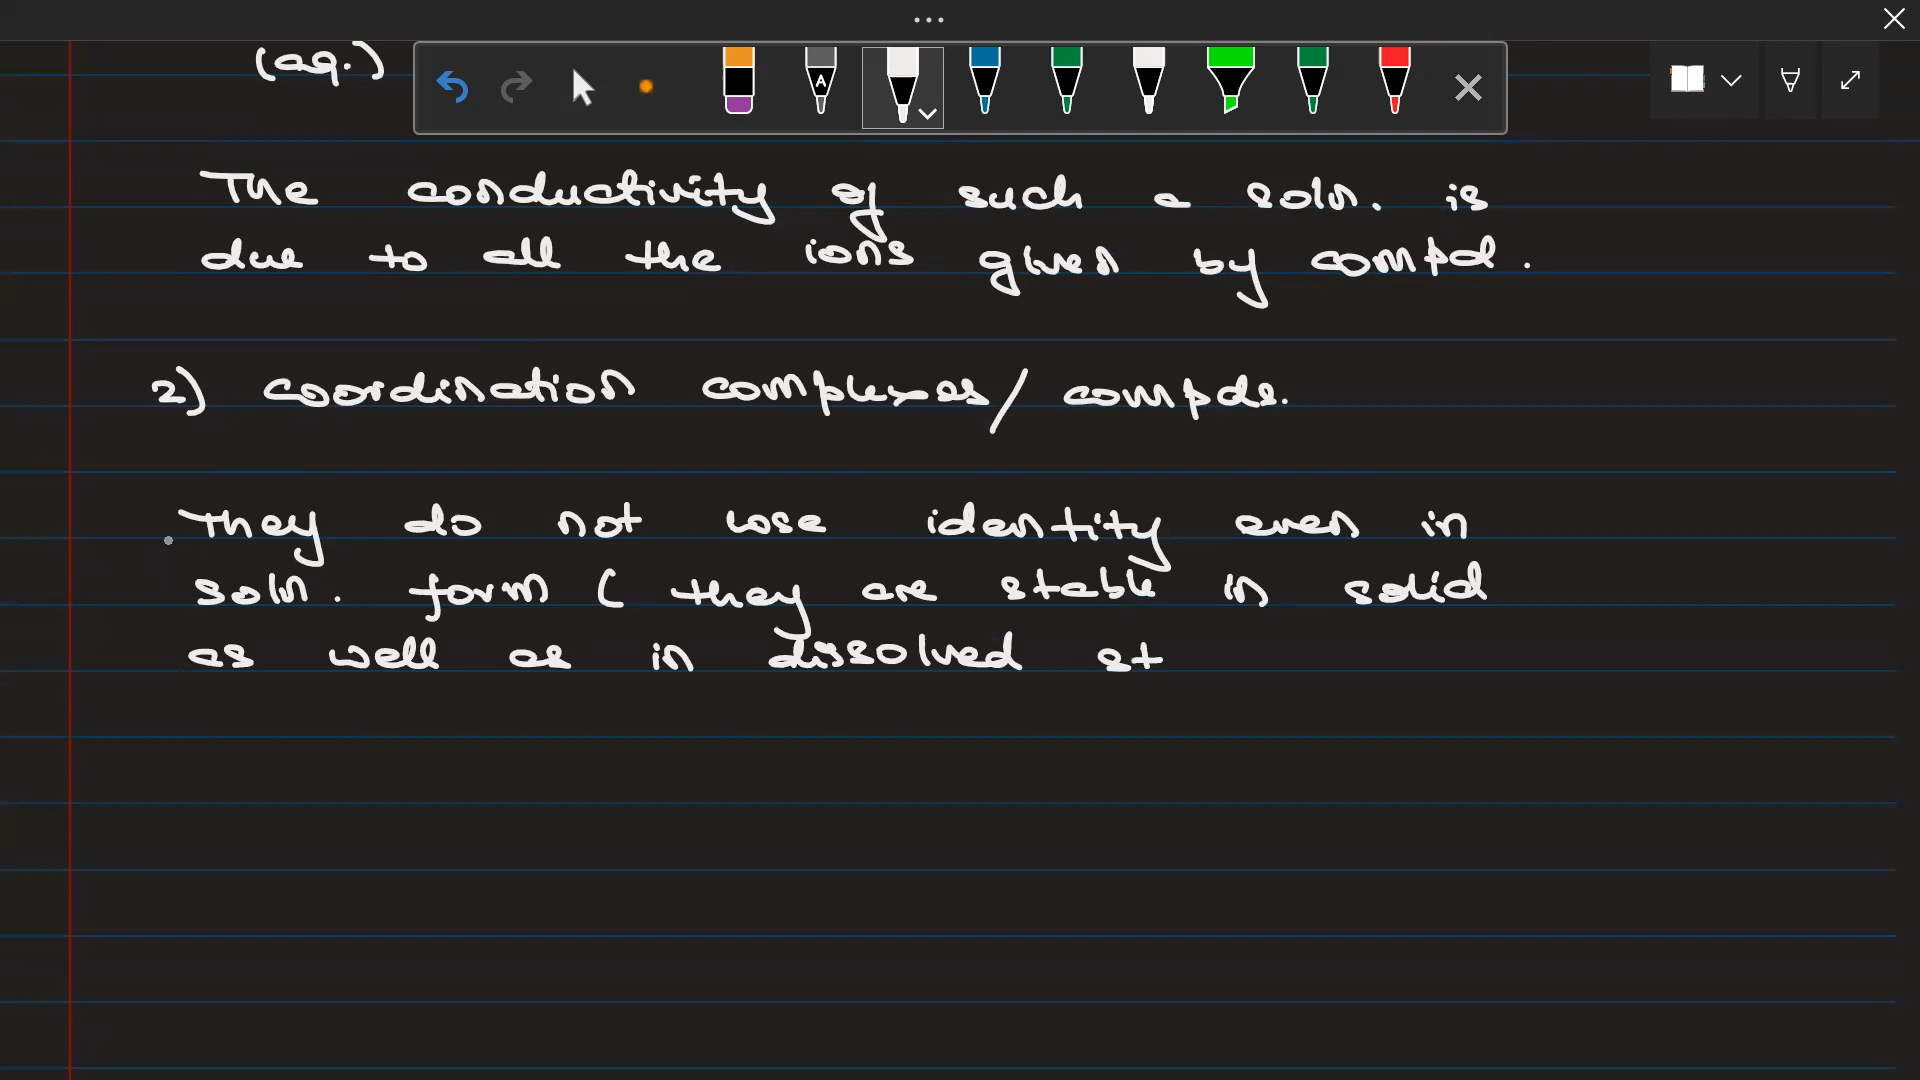 (aq.)
The conductivity of such a soln. is
due to all the ions given by compd.
2) coordination complexes/compds.
They do not lose identity even in
soln. form (they are stable in solid
as well as in dissolved st